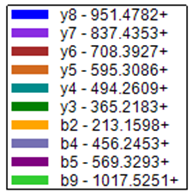 y8 - 951.4782+
y7 - 837.4353+
y6 - 708.3927+
y5 - 595.3086+
y4 - 494.2609+
y3 - 365.2183+
b2 - 213.1598+
b4 - 456.2453+
b5 - 569.3293+
b9 - 1017.5251+